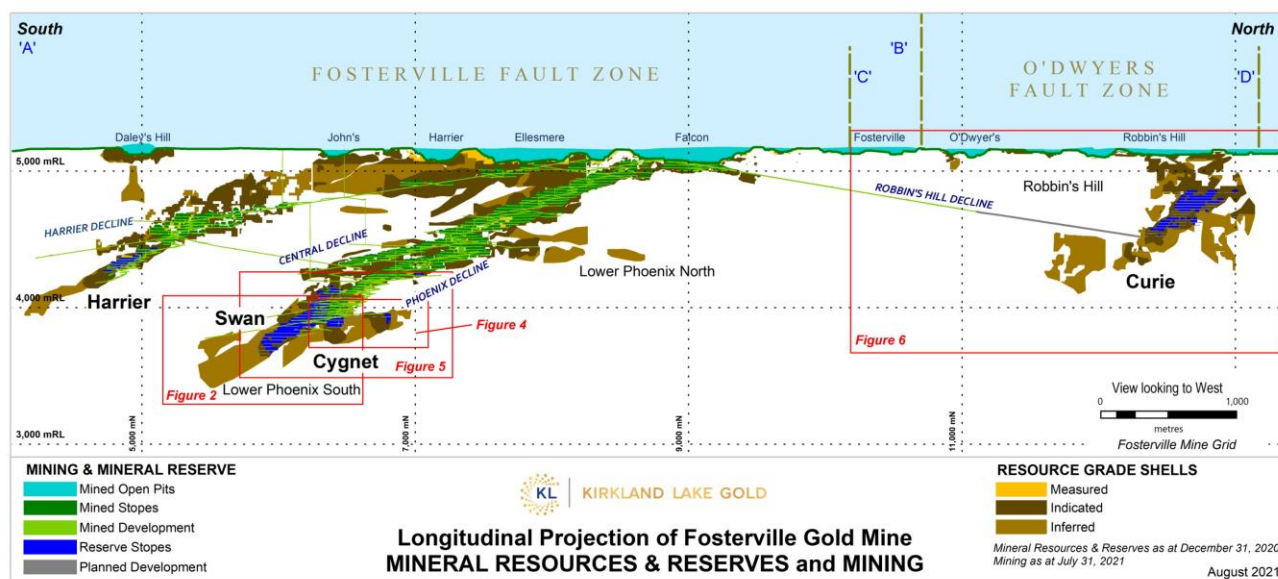 South
North
'A'
'B'
'C'
'D'
FOSTERVILLE FAULT ZONE
O'DWYERS
FAULT ZONE
Daley's Hill
John's
Harrier
Ellesmere
Falcon
Fosterville
O'Dwyer's
Robbin's Hill
5,000 mRL
HARRIER DECLINE
CENTRAL DECLINE
PHOENIX DECLINE
ROBBIN'S HILL DECLINE
Robbin's Hill
Lower Phoenix North
Harrier
4,000 mRL
Swan
Cygnet
Curie
Figure 4
Figure 5
Figure 2
Lower Phoenix South
Figure 6
View looking to West
0
1,000
metres
Fosterville Mine Grid
3,000 mRL
5,000 mN
7,000 mN
9,000 mN
11,000 mN
MINING & MINERAL RESERVE
Mined Open Pits
Mined Stopes
Mined Development
Reserve Stopes
Planned Development
KL KIRKLAND LAKE GOLD
Longitudinal Projection of Fosterville Gold Mine
MINERAL RESOURCES & RESERVES and MINING
RESOURCE GRADE SHELLS
Measured
Indicated
Inferred
Mineral Resources & Reserves as at December 31, 2020
Mining as at July 31, 2021
August 2021